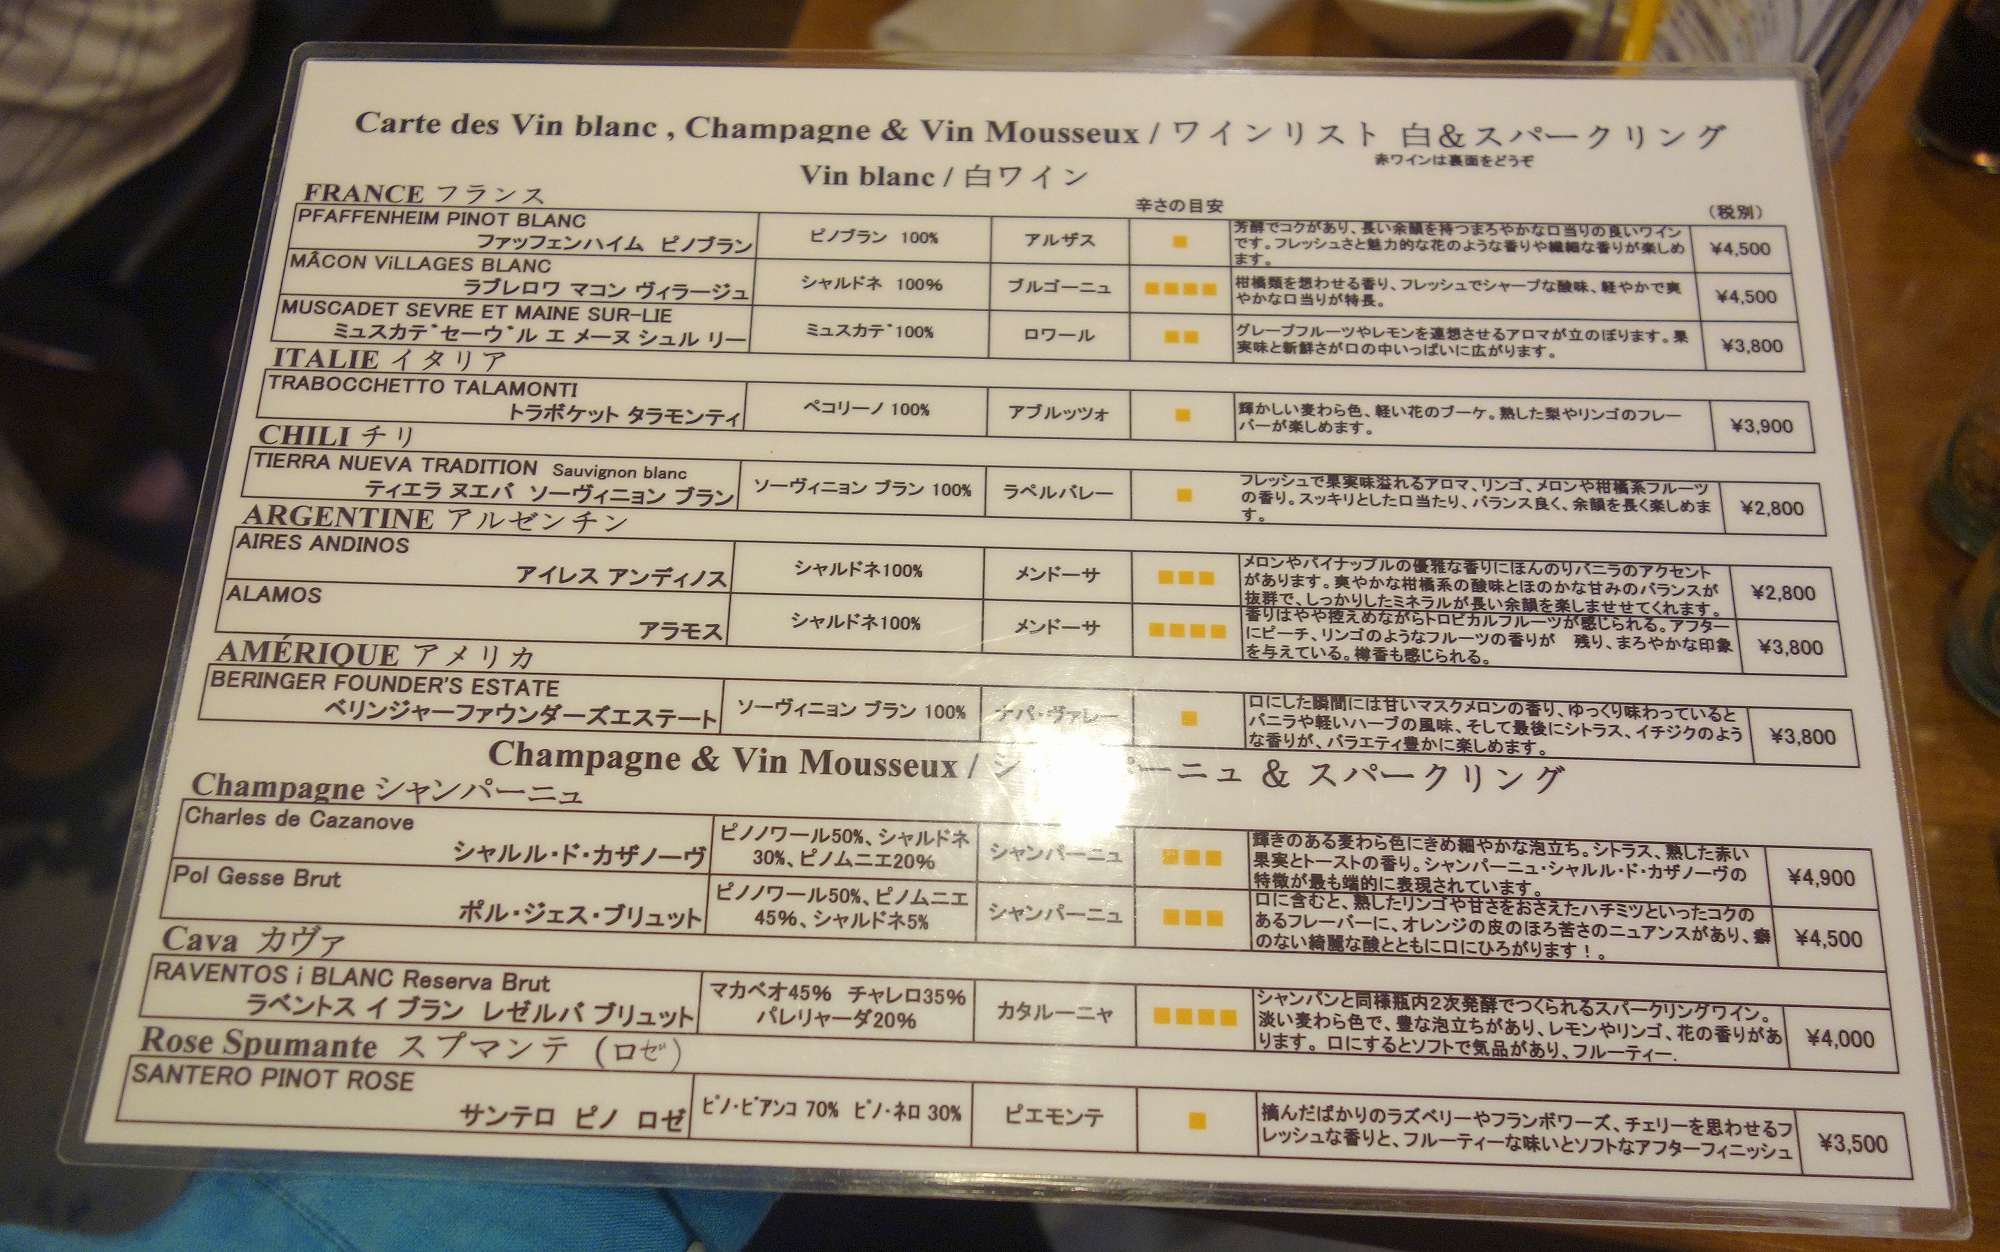 Carte des Vin blanc , Champagne & Vin Mousseux / ワインリスト 白&スパークリング
赤ワインは裏面をどうぞ
Vin blanc / 白ワイン
FRANCE フランス
辛さの目安
(税別)
PFAFFENHEIM PINOT BLANC
ファッフェンハイム ピノブラン
ピノブラン 100%
アルザス
芳醇でコクがあり、長い余韻を持つまろやかな口当りの良いワイン
です。フレッシュさと魅力的な花のような香りや繊細な香りが楽しめ
ます。
¥4,500
MÂCON ViLLAGES BLANC
ラブレロワ マコン ヴィラージュ
シャルドネ 100%
ブルゴーニュ
柑橘類を想わせる香り、フレッシュでシャープな酸味、軽やかで爽
やかな口当りが特長。
¥4,500
MUSCADET SEVRE ET MAINE SUR-LIE
ミュスカデ゛セーウ゛ル エ メーヌ シュル リー
ミュスカデ゛100%
ロワール
グレープフルーツやレモンを連想させるアロマが立のぼります。果
実味と新鮮さが口の中いっぱいに広がります。
¥3,800
ITALIE イタリア
TRABOCCHETTO TALAMONTI
トラボケット タラモンティ
ペコリーノ 100%
アブルッツォ
輝かしい麦わら色、軽い花のブーケ。熟した梨やリンゴのフレー
バーが楽しめます。
¥3,900
CHILI チリ
TIERRA NUEVA TRADITION Sauvignon blanc
ティエラ ヌエバ ソーヴィニョン ブラン
ソーヴィニョン ブラン 100%
ラペルバレー
フレッシュで果実味溢れるアロマ、リンゴ、メロンや柑橘系フルーツ
の香り。スッキリとした口当たり、バランス良く、余韻を長く楽しめま
す。
¥2,800
ARGENTINE アルゼンチン
AIRES ANDINOS
アイレス アンディノス
シャルドネ100%
メンドーサ
メロンやパイナップルの優雅な香りにほんのりバニラのアクセント
があります。爽やかな柑橘系の酸味とほのかな甘みのバランスが
抜群で、しっかりしたミネラルが長い余韻を楽しませせてくれます。
¥2,800
ALAMOS
アラモス
シャルドネ100%
メンドーサ
香りはやや控えめながらトロピカルフルーツが感じられる。アフター
にピーチ、リンゴのようなフルーツの香りが 残り、まろやかな印象
を与えている。樽香も感じられる。
¥3,800
AMÉRIQUE アメリカ
BERINGER FOUNDER'S ESTATE
ベリンジャーファウンダーズエステート
ソーヴィニョン ブラン 100%
ナパ・ヴァレー
口にした瞬間には甘いマスクメロンの香り、ゆっくり味わっていると
バニラや軽いハーブの風味、そして最後にシトラス、イチジクのよう
な香りが、バラエティ豊かに楽しめます。
¥3,800
Champagne & Vin Mousseux / シャンパーニュ & スパークリング
Champagne シャンパーニュ
Charles de Cazanove
シャルル・ド・カザノーヴ
ピノノワール50%、シャルドネ
30%、ピノムニエ20%
シャンパーニュ
輝きのある麦わら色にきめ細やかな泡立ち。シトラス、熟した赤い
果実とトーストの香り。シャンパーニュ・シャルル・ド・カザノーヴの
特徴が最も端的に表現されています。
¥4,900
Pol Gesse Brut
ポル・ジェス・ブリュット
ピノノワール50%、ピノムニエ
45%、シャルドネ5%
シャンパーニュ
口に含むと、熟したリンゴや甘さをおさえたハチミツといったコクの
あるフレーバーに、オレンジの皮のほろ苦さのニュアンスがあり、癖
のない綺麗な酸とともに口にひろがります！。
¥4,500
Cava カヴァ
RAVENTOS i BLANC Reserva Brut
ラベントス イ ブラン レゼルバ ブリュット
マカベオ45% チャレロ35%
パレリャーダ20%
カタルーニャ
シャンパンと同様瓶内2次発酵でつくられるスパークリングワイン。
淡い麦わら色で、豊な泡立ちがあり、レモンやリンゴ、花の香りがあ
ります。 口にするとソフトで気品があり、フルーティー.
¥4,000
Rose Spumante スプマンテ (ロゼ)
SANTERO PINOT ROSE
サンテロ ピノ ロゼ
ピノ・ビアンコ 70% ピノ・ネロ 30%
ピエモンテ
摘んだばかりのラズベリーやフランボワーズ、チェリーを思わせるフ
レッシュな香りと、フルーティーな味いとソフトなアフターフィニッシュ
¥3,500